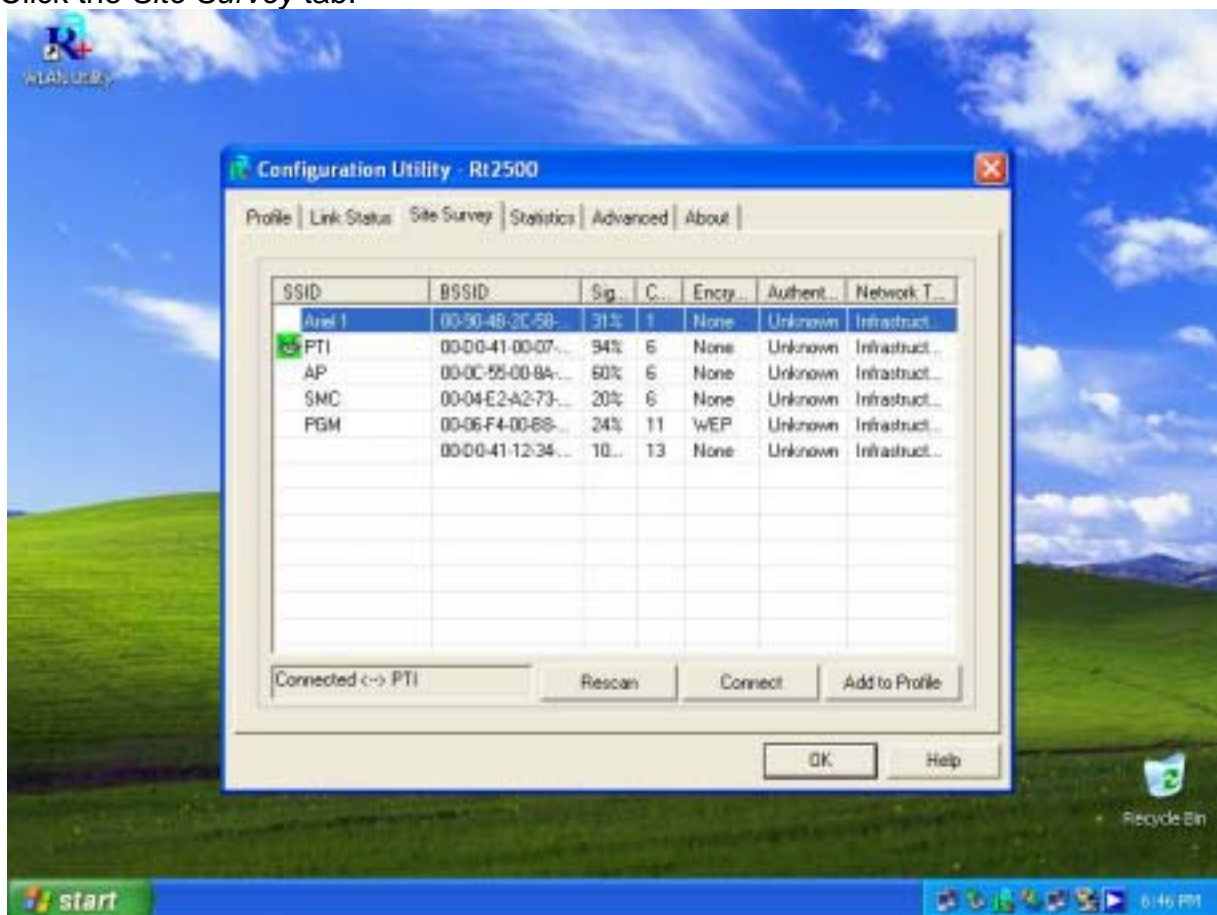 Click the Site Survey tab.
WLAN Utility
Configuration Utility - Rt2500
Profile Link Status Site Survey Statistics Advanced About
SSID BSSID Sig... C... Encry... Authent... Network T...
Ariel 1 00-90-4B-2C-5B-... 31% 1 None Unknown Infrastruct...
PTI 00-D0-41-00-07-... 94% 6 None Unknown Infrastruct...
AP 00-0C-55-00-8A-... 60% 6 None Unknown Infrastruct...
SMC 00-04-E2-A2-73-... 20% 6 None Unknown Infrastruct...
PGM 00-06-F4-00-B8-... 24% 11 WEP Unknown Infrastruct...
00-D0-41-12-34-... 10... 13 None Unknown Infrastruct...
Connected <--> PTI Rescan Connect Add to Profile
OK Help
Recycle Bin
start 6:46 PM